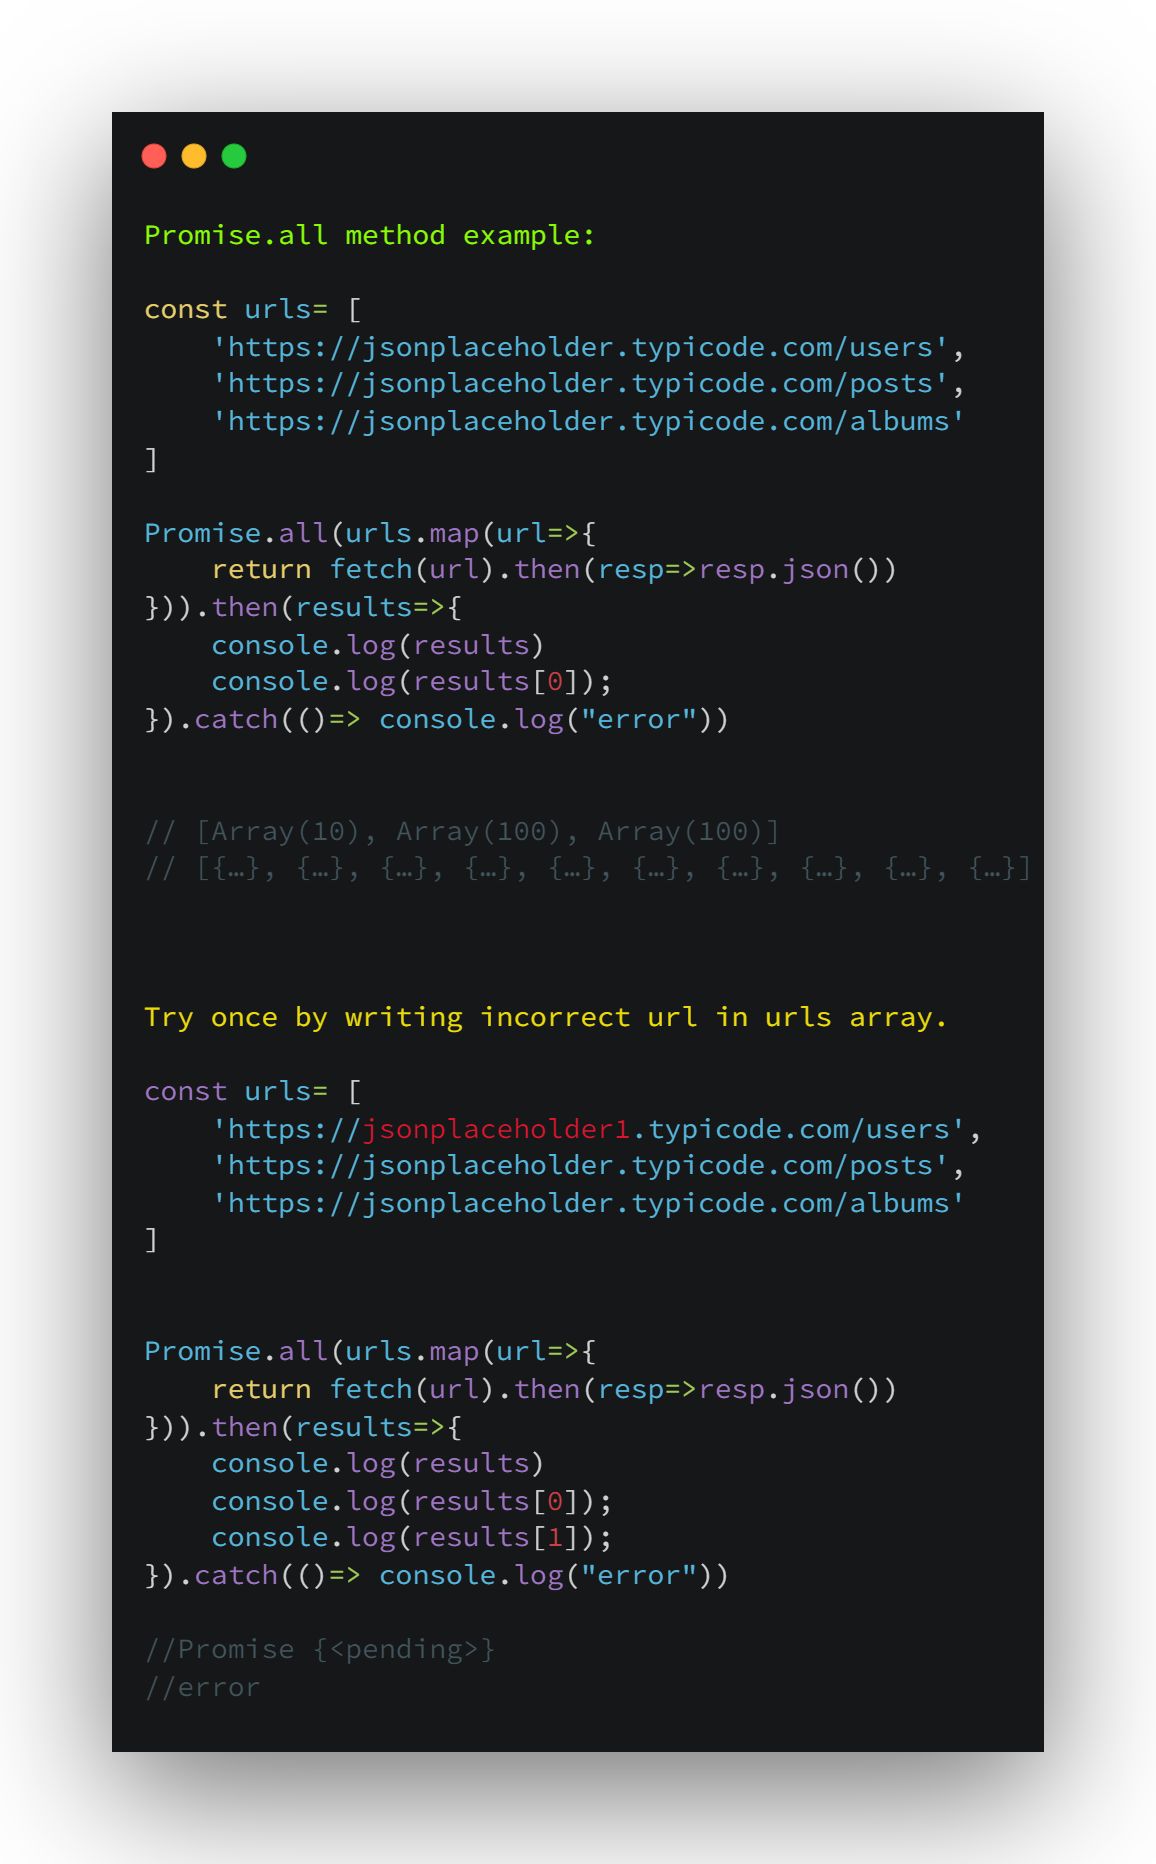 Promise.all method example:
const urls= [
    'https://jsonplaceholder.typicode.com/users',
    'https://jsonplaceholder.typicode.com/posts',
    'https://jsonplaceholder.typicode.com/albums'
]
Promise.all(urls.map(url=>{
    return fetch(url).then(resp=>resp.json())
})).then(results=>{
    console.log(results)
    console.log(results[0]);
}).catch(()=> console.log("error"))
// [Array(10), Array(100), Array(100)]
// [{…}, {…}, {…}, {…}, {…}, {…}, {…}, {…}, {…}, {…}]
Try once by writing incorrect url in urls array.
const urls= [
    'https://jsonplaceholder1.typicode.com/users',
    'https://jsonplaceholder.typicode.com/posts',
    'https://jsonplaceholder.typicode.com/albums'
]
Promise.all(urls.map(url=>{
    return fetch(url).then(resp=>resp.json())
})).then(results=>{
    console.log(results)
    console.log(results[0]);
    console.log(results[1]);
}).catch(()=> console.log("error"))
//Promise {<pending>}
//error